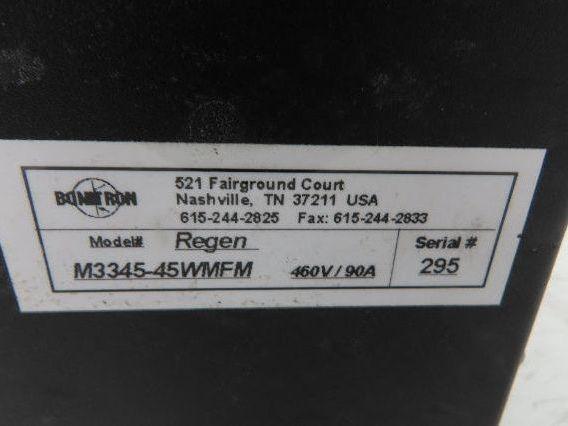 BONITRON
521 Fairground Court
Nashville, TN 37211 USA
615-244-2825 Fax: 615-244-2833
Model# Regen Serial #
M3345-45WMFM 460V / 90A 295